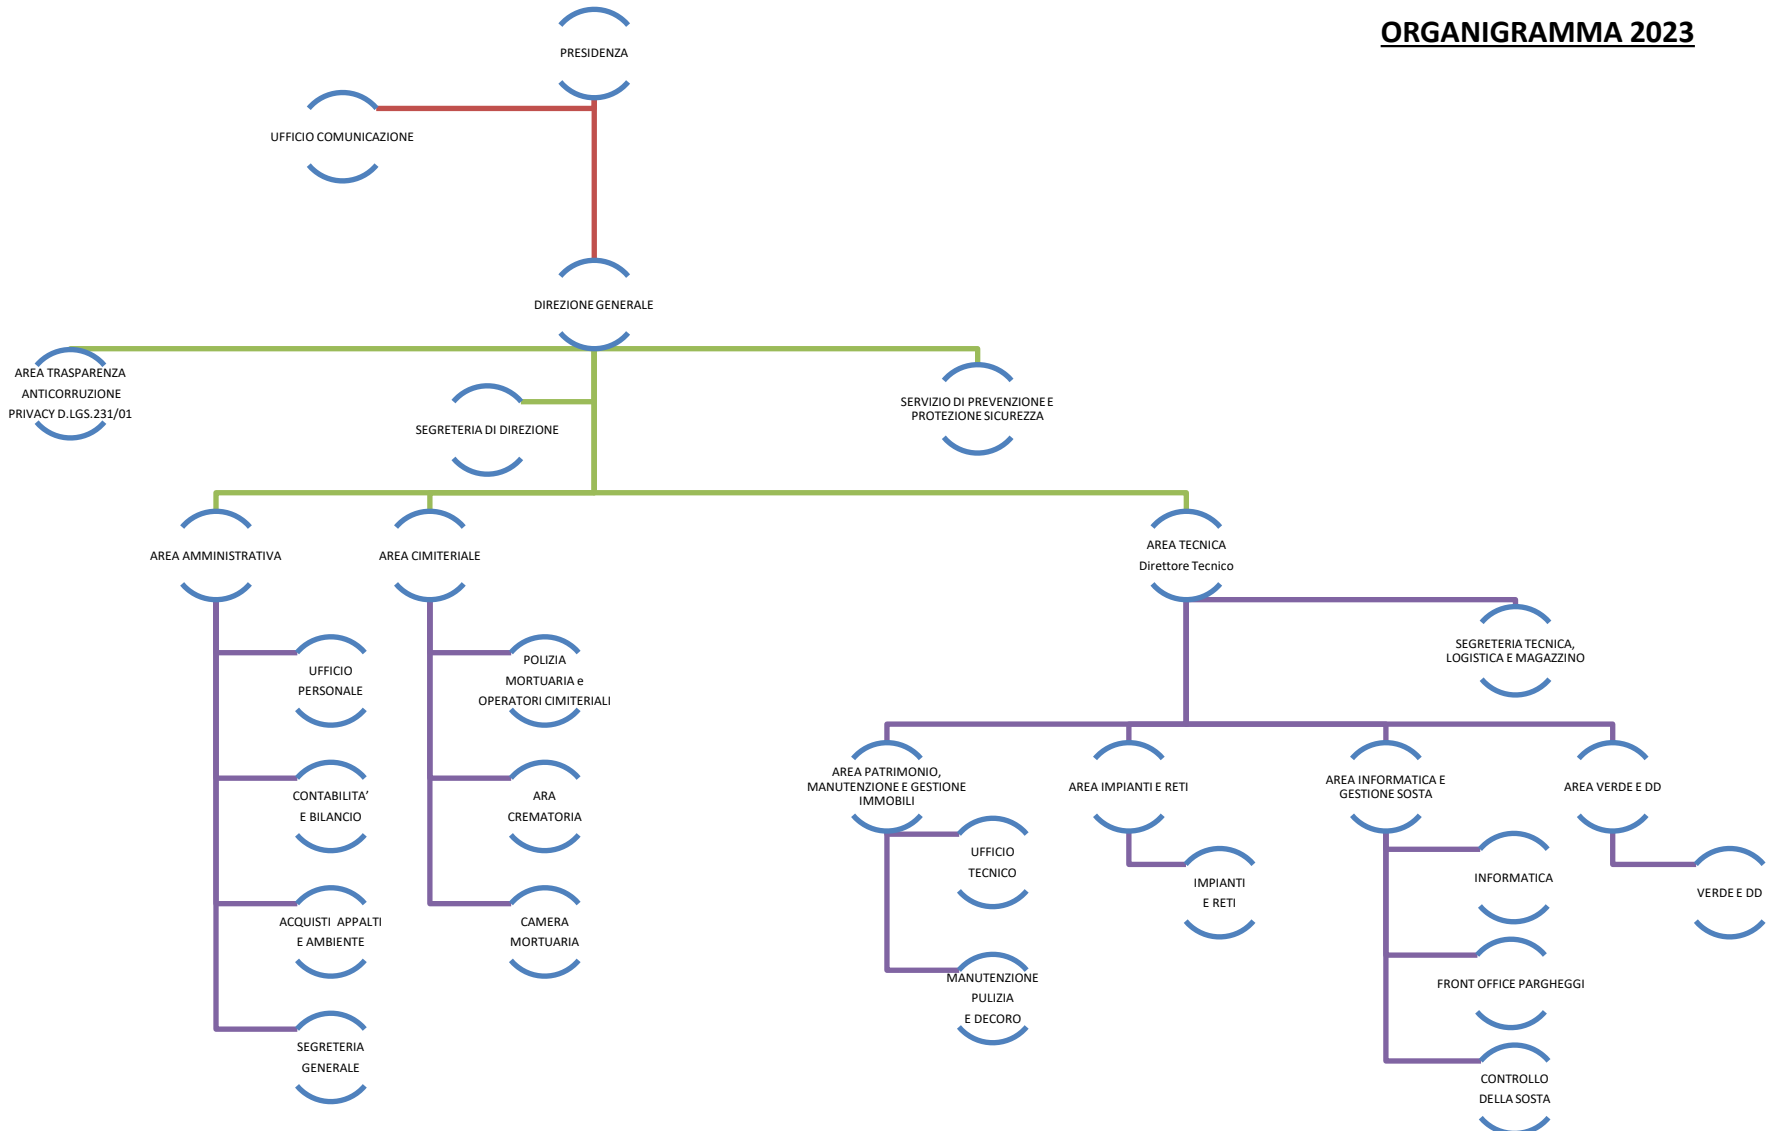 ORGANIGRAMMA 2023
PRESIDENZA
UFFICIO COMUNICAZIONE
DIREZIONE GENERALE
AREA TRASPARENZA
ANTICORRUZIONE
PRIVACY D.LGS.231/01
SEGRETERIA DI DIREZIONE
SERVIZIO DI PREVENZIONE E
PROTEZIONE SICUREZZA
AREA AMMINISTRATIVA
AREA CIMITERIALE
AREA TECNICA
Direttore Tecnico
SEGRETERIA TECNICA,
LOGISTICA E MAGAZZINO
UFFICIO
PERSONALE
POLIZIA
MORTUARIA e
OPERATORI CIMITERIALI
CONTABILITA’
E BILANCIO
ARA
CREMATORIA
ACQUISTI APPALTI
E AMBIENTE
CAMERA
MORTUARIA
SEGRETERIA
GENERALE
AREA PATRIMONIO,
MANUTENZIONE E GESTIONE
IMMOBILI
AREA IMPIANTI E RETI
AREA INFORMATICA E
GESTIONE SOSTA
AREA VERDE E DD
UFFICIO
TECNICO
IMPIANTI
E RETI
INFORMATICA
VERDE E DD
MANUTENZIONE
PULIZIA
E DECORO
FRONT OFFICE PARGHEGGI
CONTROLLO
DELLA SOSTA